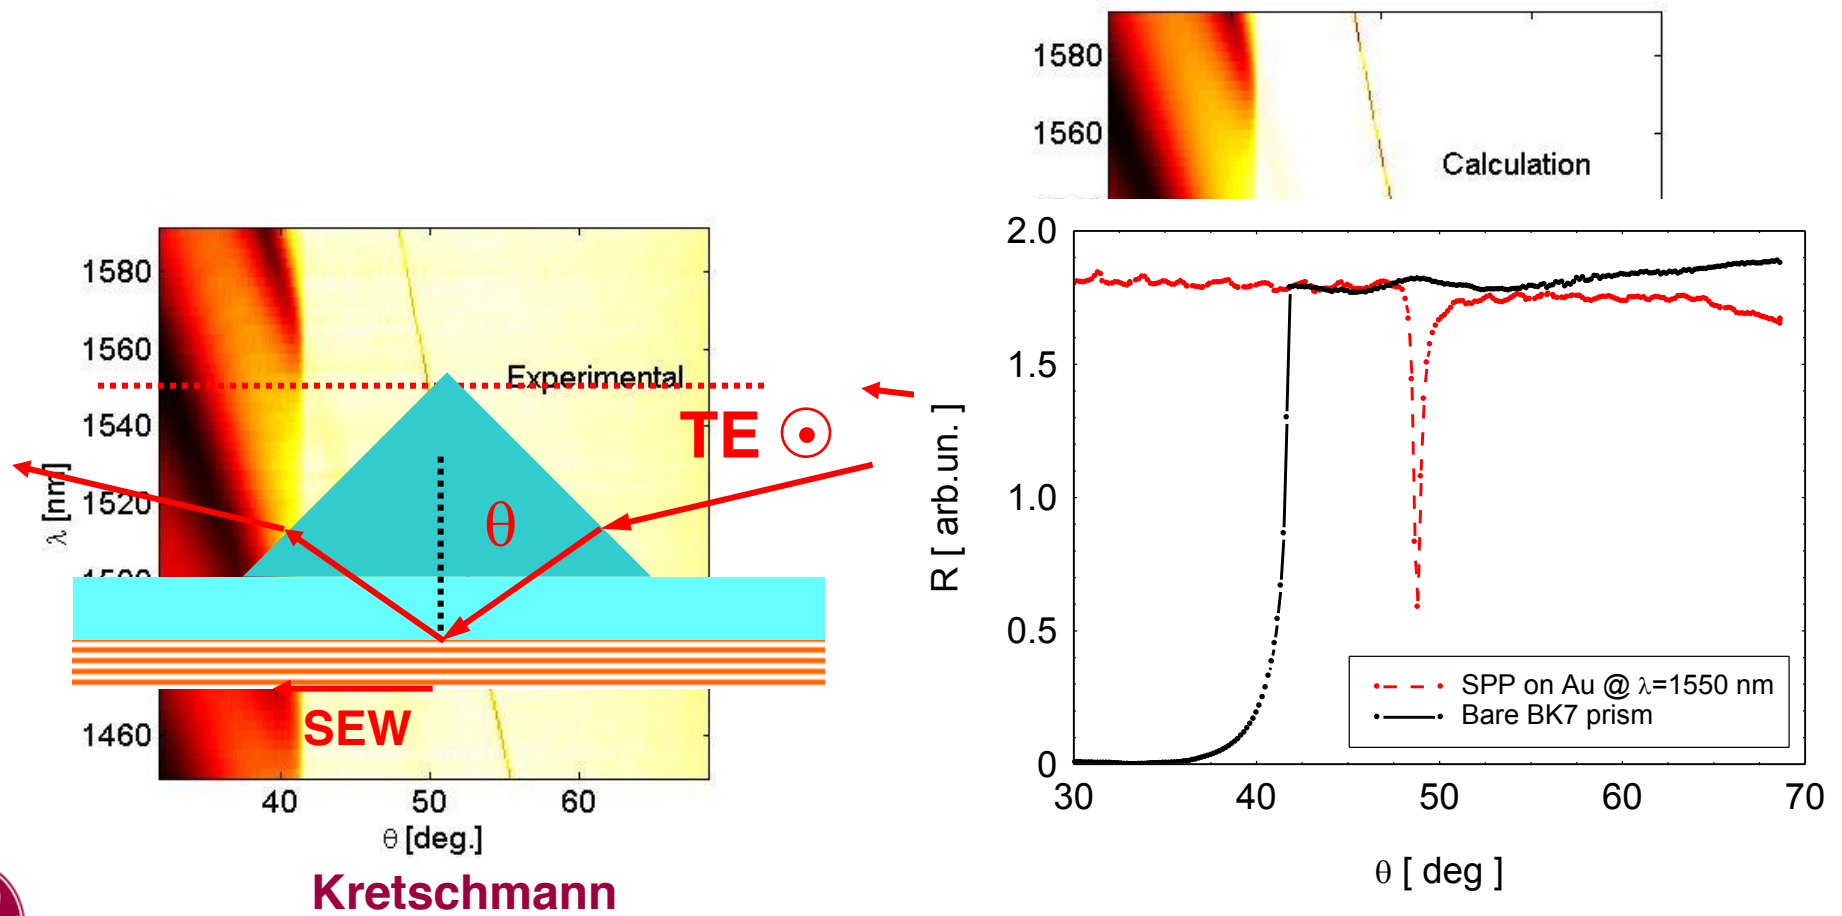 1580
1560
Calculation
1580
1560
Experimental
1540
TE
λ [nm]
1520
θ
SEW
1460
40 50 60
θ [deg.]
Kretschmann
2.0
1.5
1.0
0.5
0
R [ arb.un. ]
SPP on Au @ λ=1550 nm
Bare BK7 prism
30 40 50 60 70
θ [ deg ]